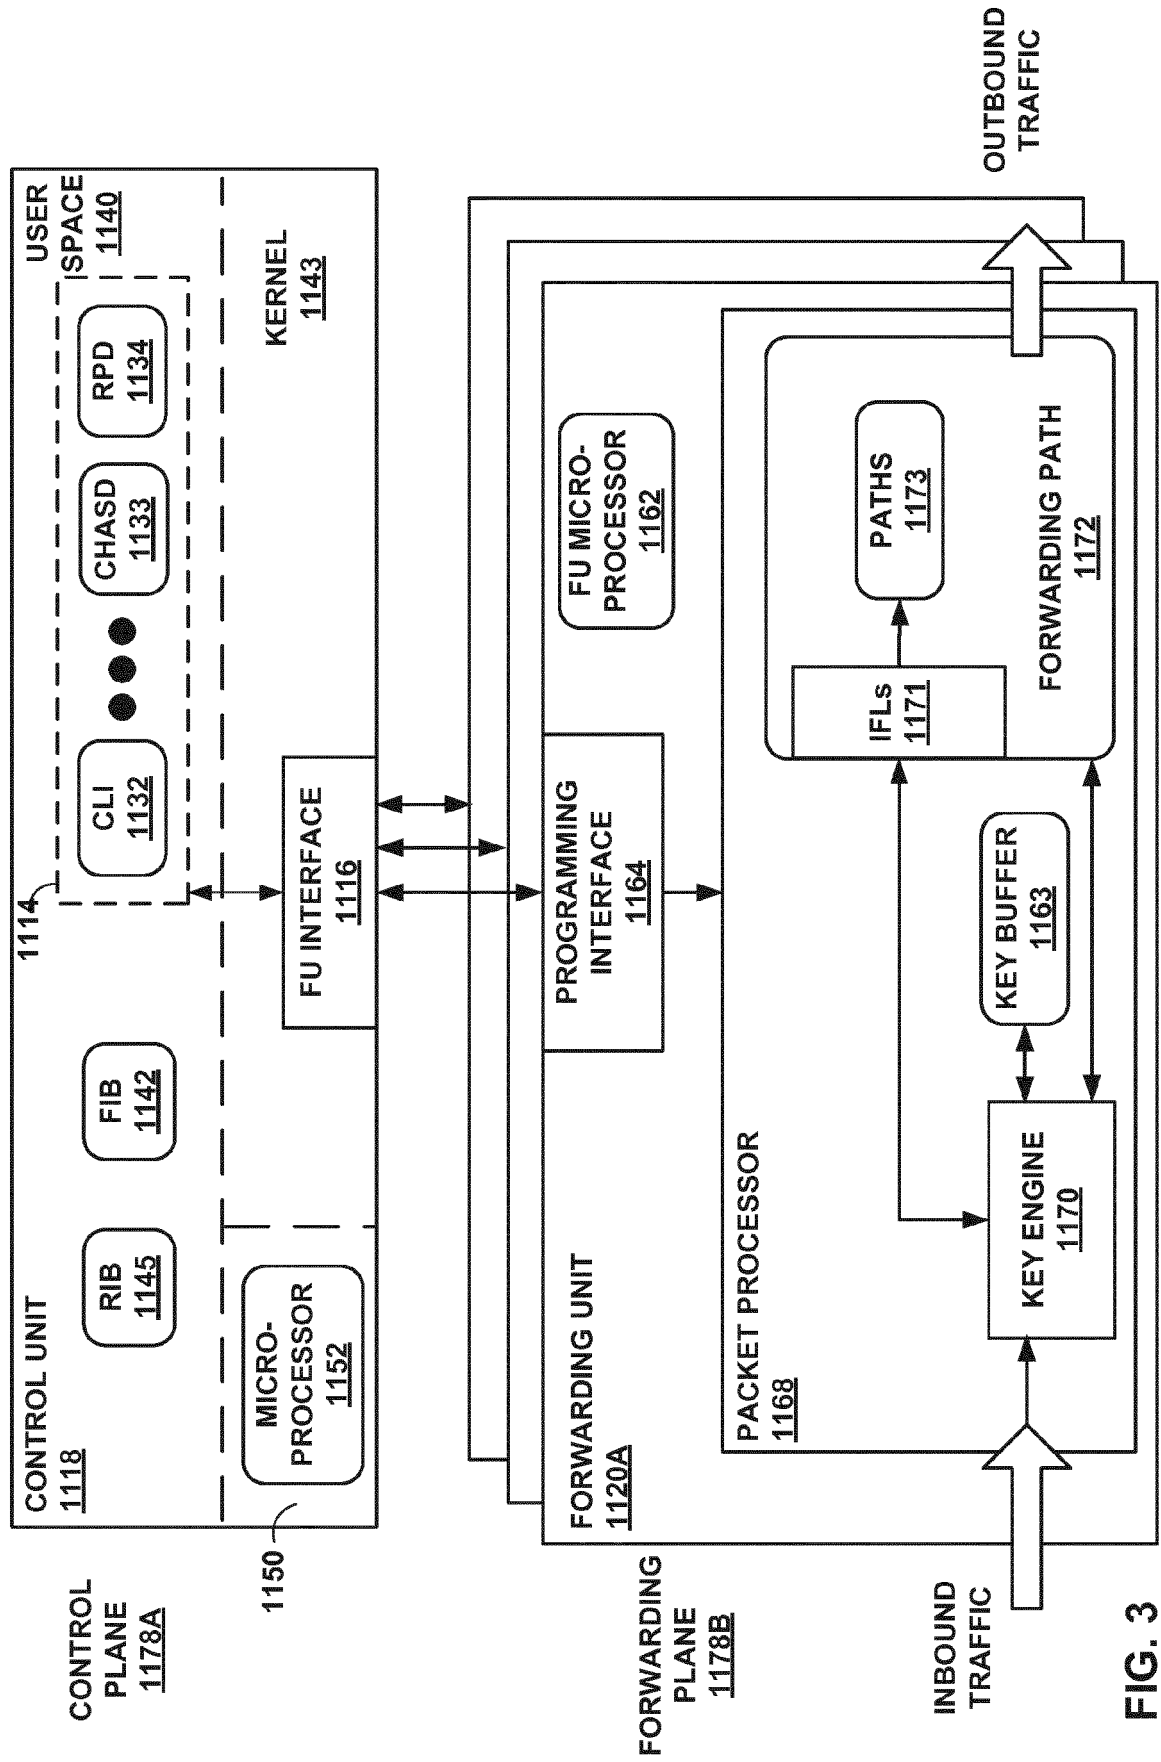 CONTROL
PLANE
1178A
CONTROL UNIT
1118
RIB
1145
FIB
1142
1114
CLI
1132
CHASD
1133
RPD
1134
USER
SPACE
1140
1150
MICRO-
PROCESSOR
1152
FU INTERFACE
1116
KERNEL
1143
FORWARDING
PLANE
1178B
FORWARDING UNIT
1120A
PROGRAMMING
INTERFACE
1164
FU MICRO-
PROCESSOR
1162
PACKET PROCESSOR
1168
KEY ENGINE
1170
KEY BUFFER
1163
IFLs
1171
PATHS
1173
FORWARDING PATH
1172
INBOUND
TRAFFIC
OUTBOUND
TRAFFIC
FIG. 3